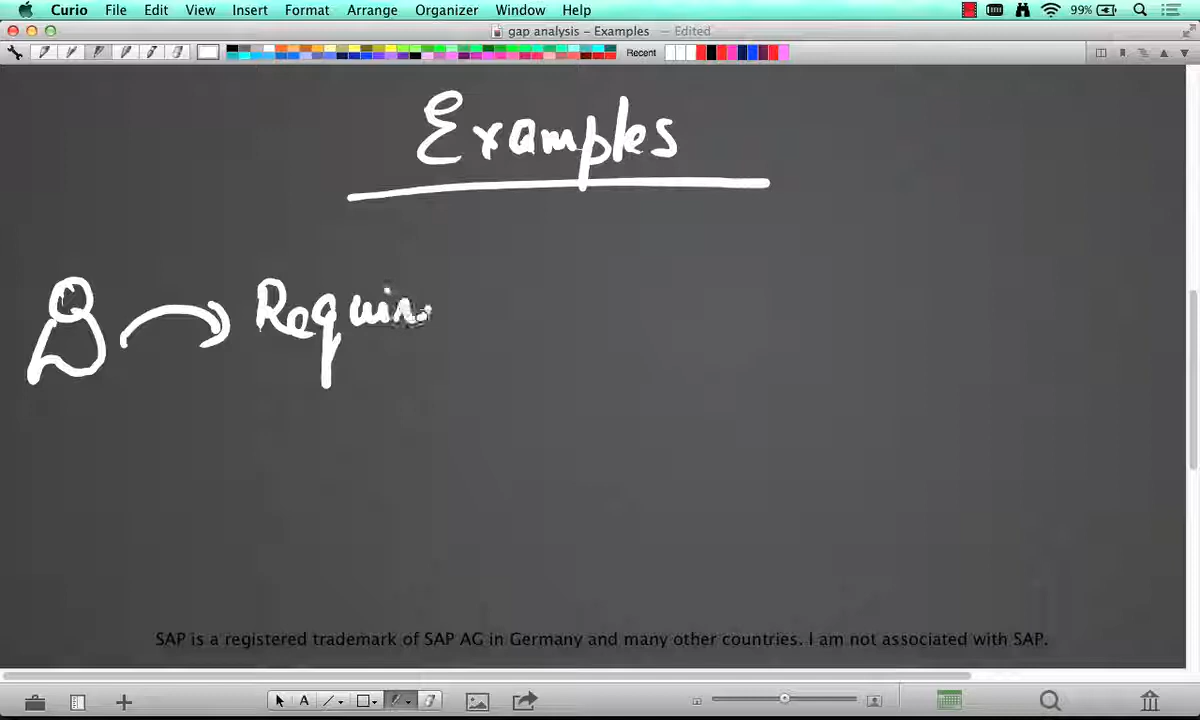 Curio File Edit View Insert Format Arrange Organizer Window Help 99%
gap analysis – Examples — Edited
Recent
Examples
Requir
SAP is a registered trademark of SAP AG in Germany and many other countries. I am not associated with SAP.
A